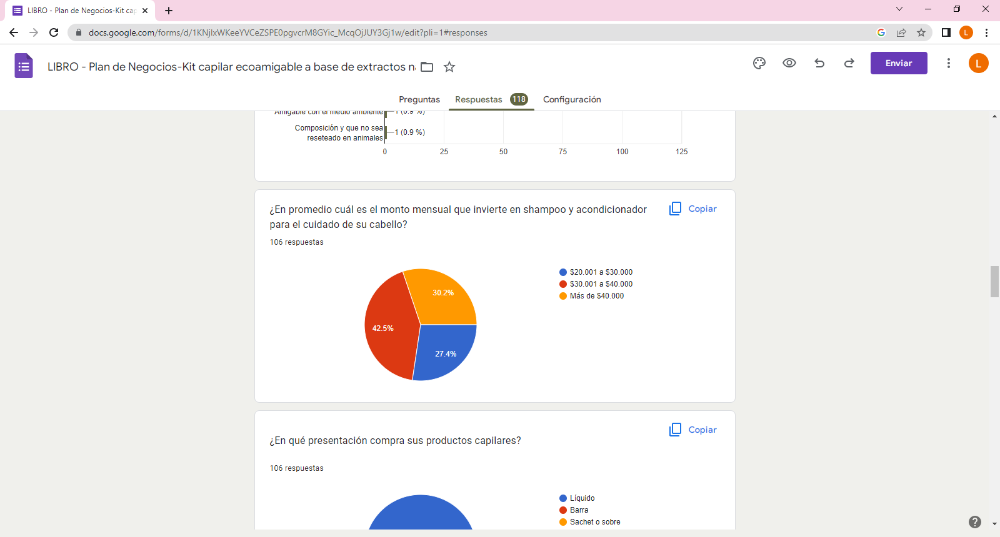 LIBRO - Plan de Negocios-Kit cap
docs.google.com/forms/d/1KNjlxWKeeYVCeZSPE0pgvcrM8GYic_McqOjJUY3Gj1w/edit?pli=1#responses
L
LIBRO - Plan de Negocios-Kit capilar ecoamigable a base de extractos na
Enviar
L
Preguntas
Respuestas 118
Configuración
Amigable con el medio ambiente
1 (0.9 %)
Composición y que no sea
reseteado en animales
1 (0.9 %)
0 25 50 75 100 125
¿En promedio cuál es el monto mensual que invierte en shampoo y acondicionador
para el cuidado de su cabello?
Copiar
106 respuestas
$20.001 a $30.000
$30.001 a $40.000
Más de $40.000
30.2%
42.5%
27.4%
¿En qué presentación compra sus productos capilares?
Copiar
106 respuestas
Líquido
Barra
Sachet o sobre